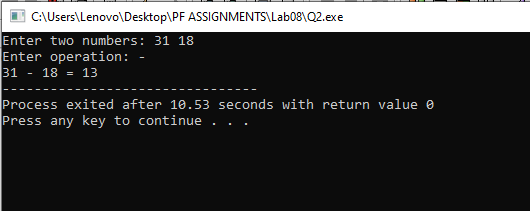 C:\Users\Lenovo\Desktop\PF ASSIGNMENTS\Lab08\Q2.exe
Enter two numbers: 31 18
Enter operation: -
31 - 18 = 13
--------------------------------
Process exited after 10.53 seconds with return value 0
Press any key to continue . . .